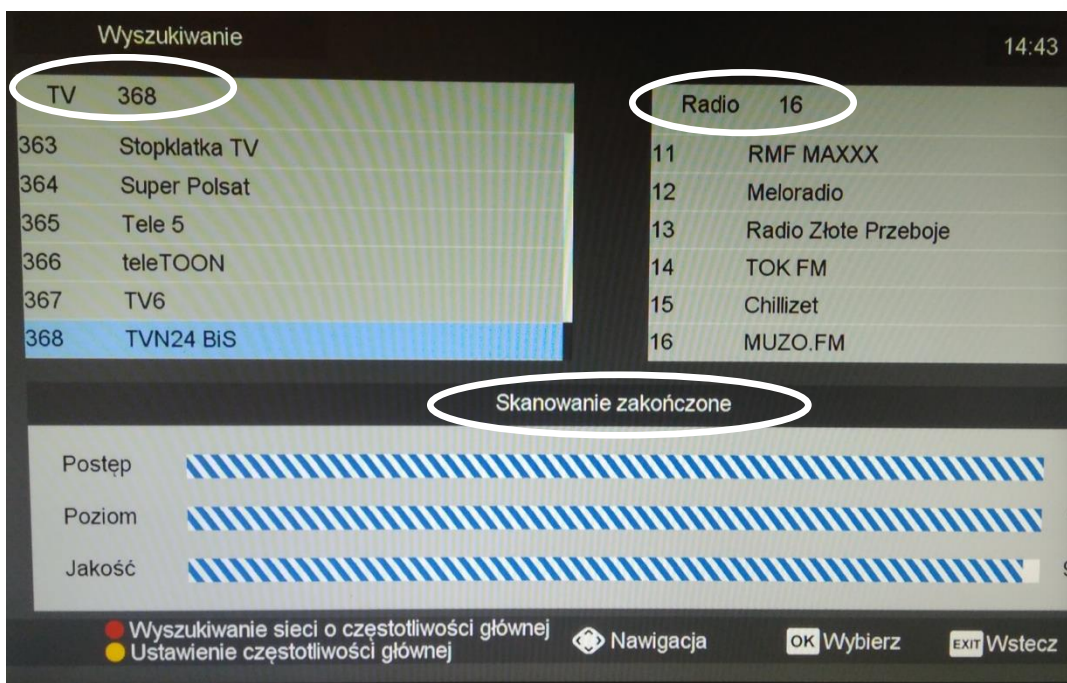 Wyszukiwanie
14:43
TV 368
363 Stopklatka TV
364 Super Polsat
365 Tele 5
366 teleTOON
367 TV6
368 TVN24 BiS
Radio 16
11 RMF MAXXX
12 Meloradio
13 Radio Złote Przeboje
14 TOK FM
15 Chillizet
16 MUZO.FM
Skanowanie zakończone
Postęp
Poziom
Jakość
Wyszukiwanie sieci o częstotliwości głównej
Ustawienie częstotliwości głównej
Nawigacja
OK Wybierz
EXIT Wstecz